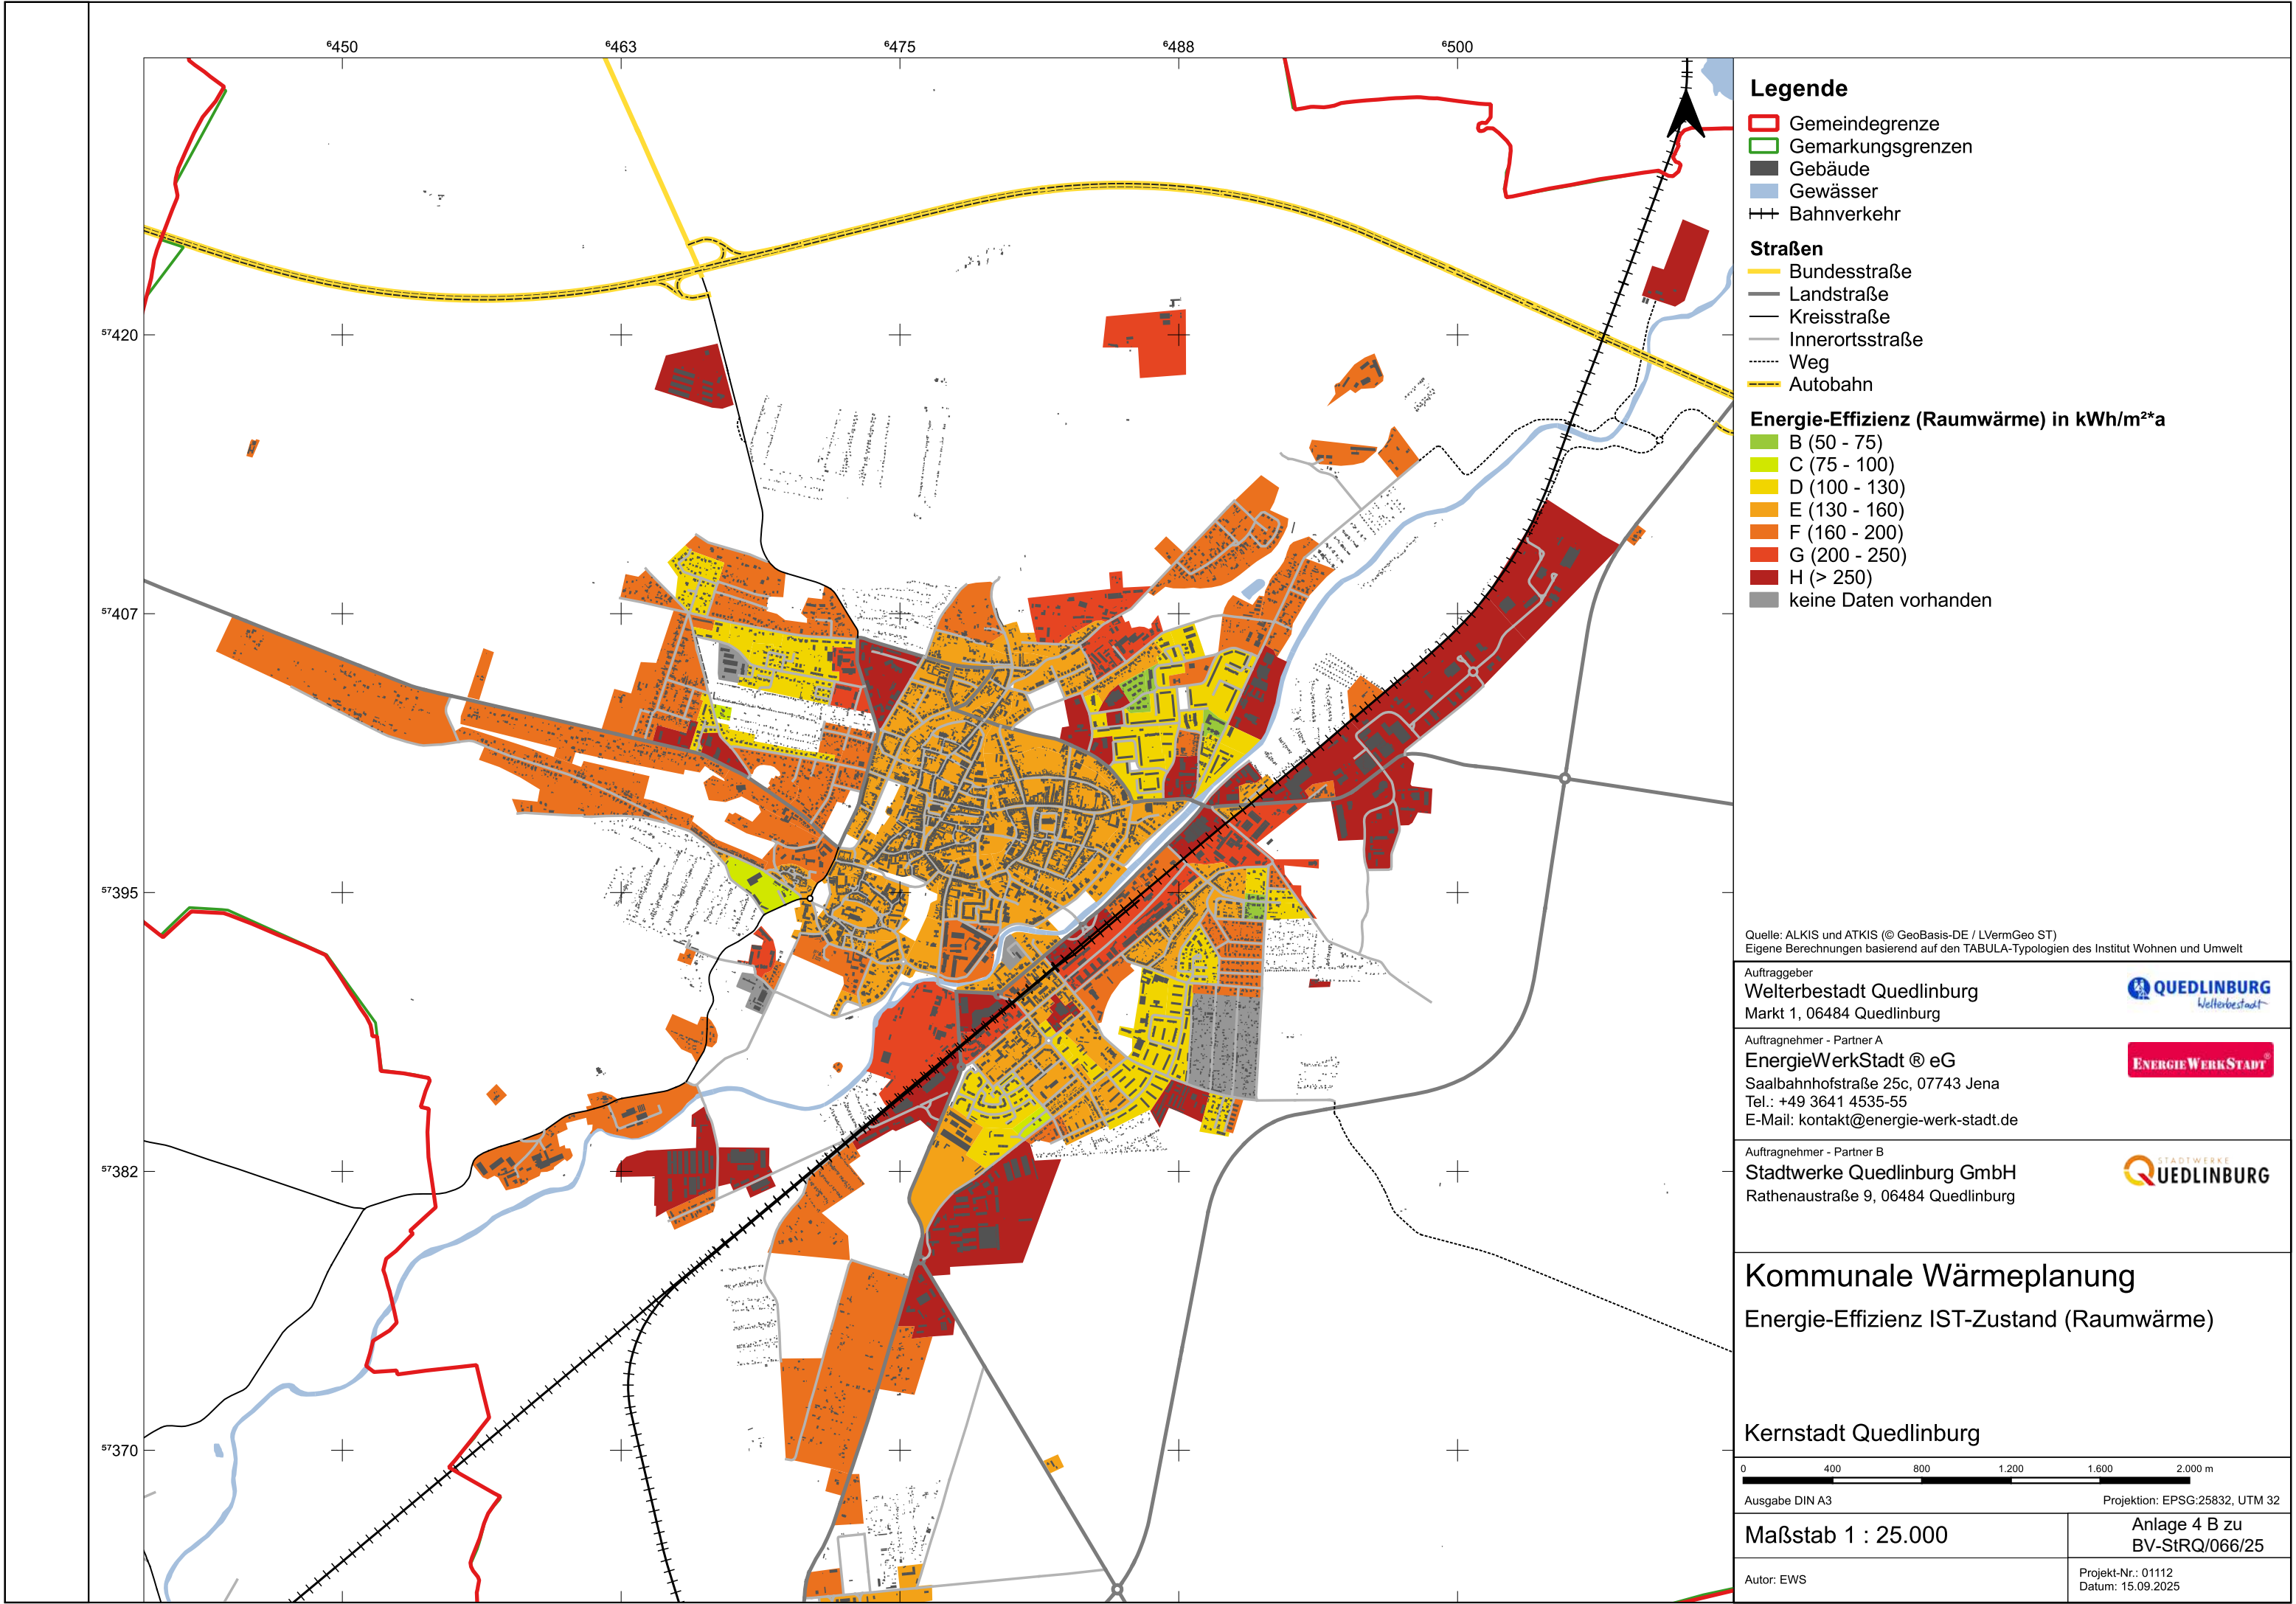 ⁶450
⁶463
⁶475
⁶488
⁶500
⁵⁷420
⁵⁷407
⁵⁷395
⁵⁷382
⁵⁷370
Legende
Gemeindegrenze
Gemarkungsgrenzen
Gebäude
Gewässer
Bahnverkehr
Straßen
Bundesstraße
Landstraße
Kreisstraße
Innerortsstraße
Weg
Autobahn
Energie-Effizienz (Raumwärme) in kWh/m²*a
B (50 - 75)
C (75 - 100)
D (100 - 130)
E (130 - 160)
F (160 - 200)
G (200 - 250)
H (> 250)
keine Daten vorhanden
Quelle: ALKIS und ATKIS (© GeoBasis-DE / LVermGeo ST)
Eigene Berechnungen basierend auf den TABULA-Typologien des Institut Wohnen und Umwelt
Auftraggeber
Welterbestadt Quedlinburg
Markt 1, 06484 Quedlinburg
QUEDLINBURG
Welterbestadt
Auftragnehmer - Partner A
EnergieWerkStadt ® eG
Saalbahnhofstraße 25c, 07743 Jena
Tel.: +49 3641 4535-55
E-Mail: kontakt@energie-werk-stadt.de
ENERGIEWERKSTADT®
Auftragnehmer - Partner B
Stadtwerke Quedlinburg GmbH
Rathenaustraße 9, 06484 Quedlinburg
STADTWERKE
QUEDLINBURG
Kommunale Wärmeplanung
Energie-Effizienz IST-Zustand (Raumwärme)
Kernstadt Quedlinburg
0 400 800 1.200 1.600 2.000 m
Ausgabe DIN A3 Projektion: EPSG:25832, UTM 32
Maßstab 1 : 25.000
Anlage 4 B zu
BV-StRQ/066/25
Autor: EWS
Projekt-Nr.: 01112
Datum: 15.09.2025